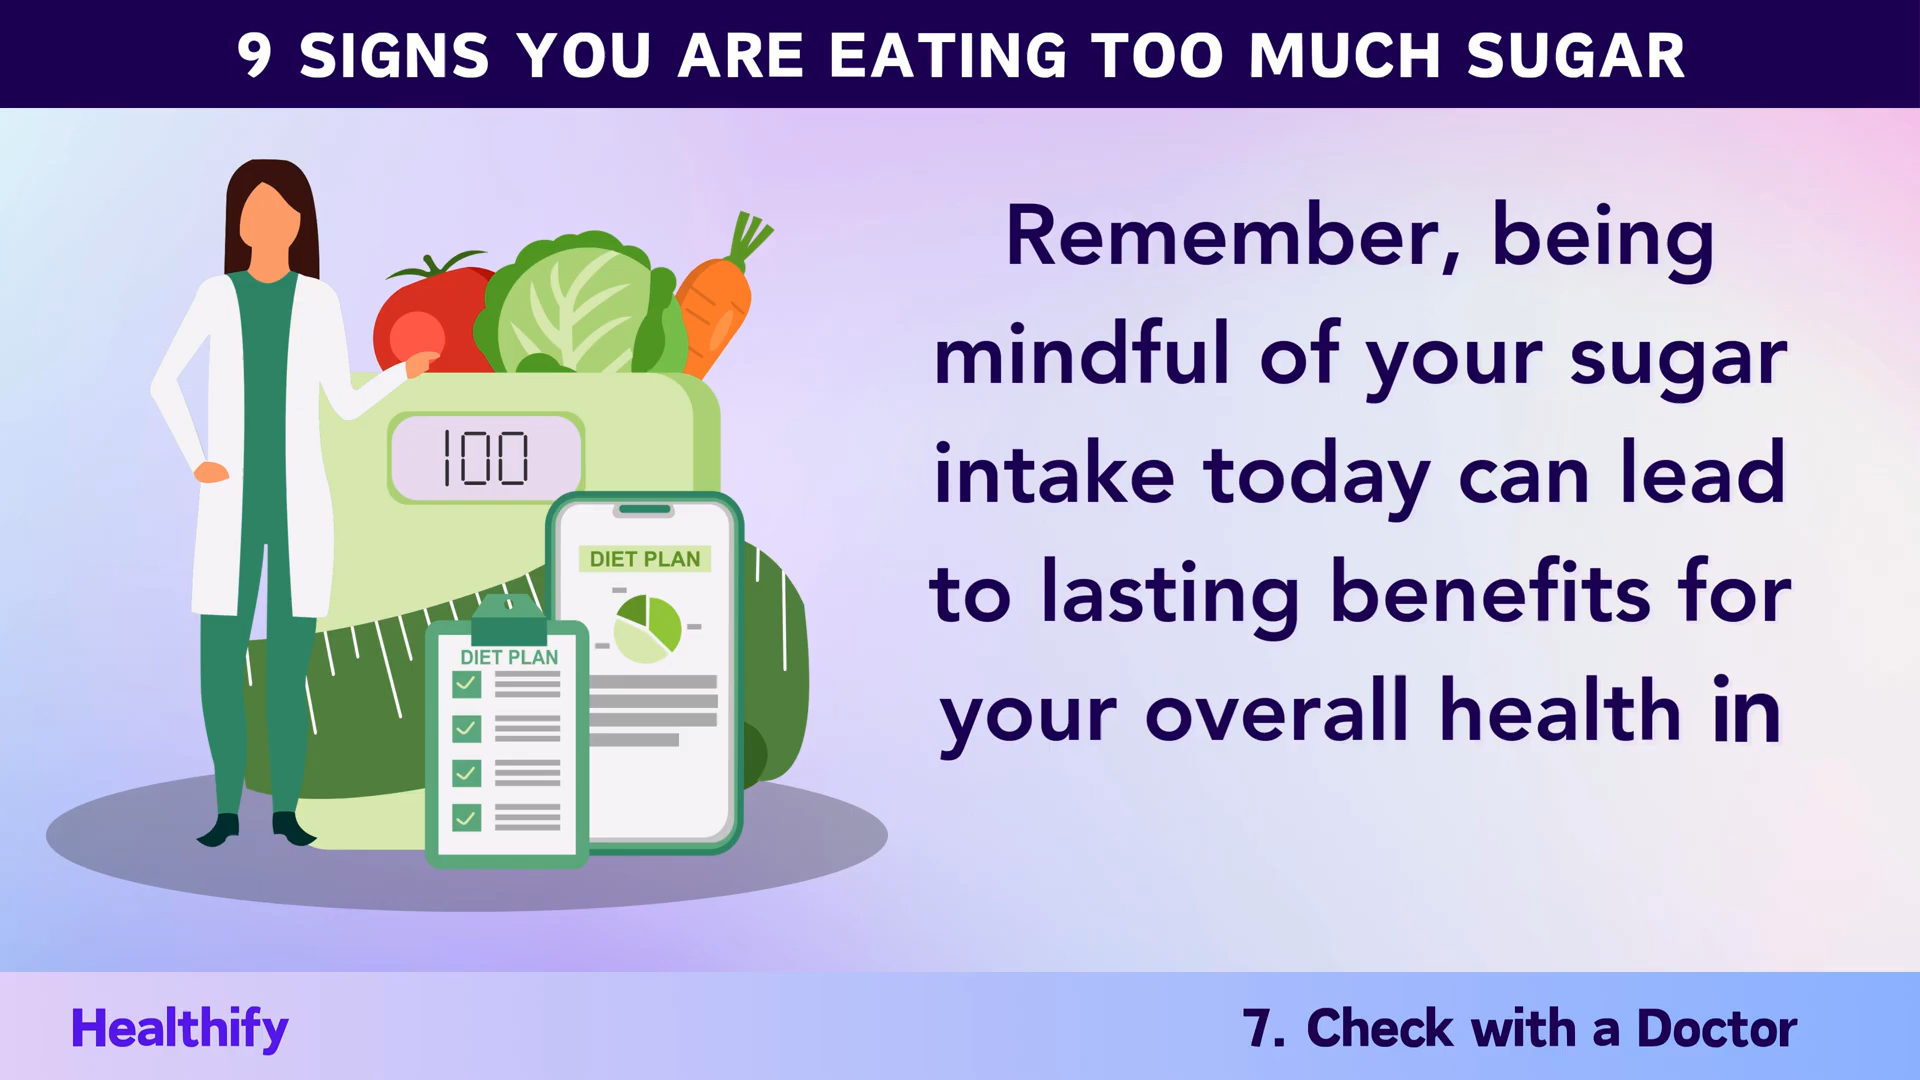 9 SIGNS YOU ARE EATING TOO MUCH SUGAR
Remember, being
mindful of your sugar
intake today can lead
to lasting benefits for
your overall health in
100
DIET PLAN
DIET PLAN
Healthify
7. Check with a Doctor